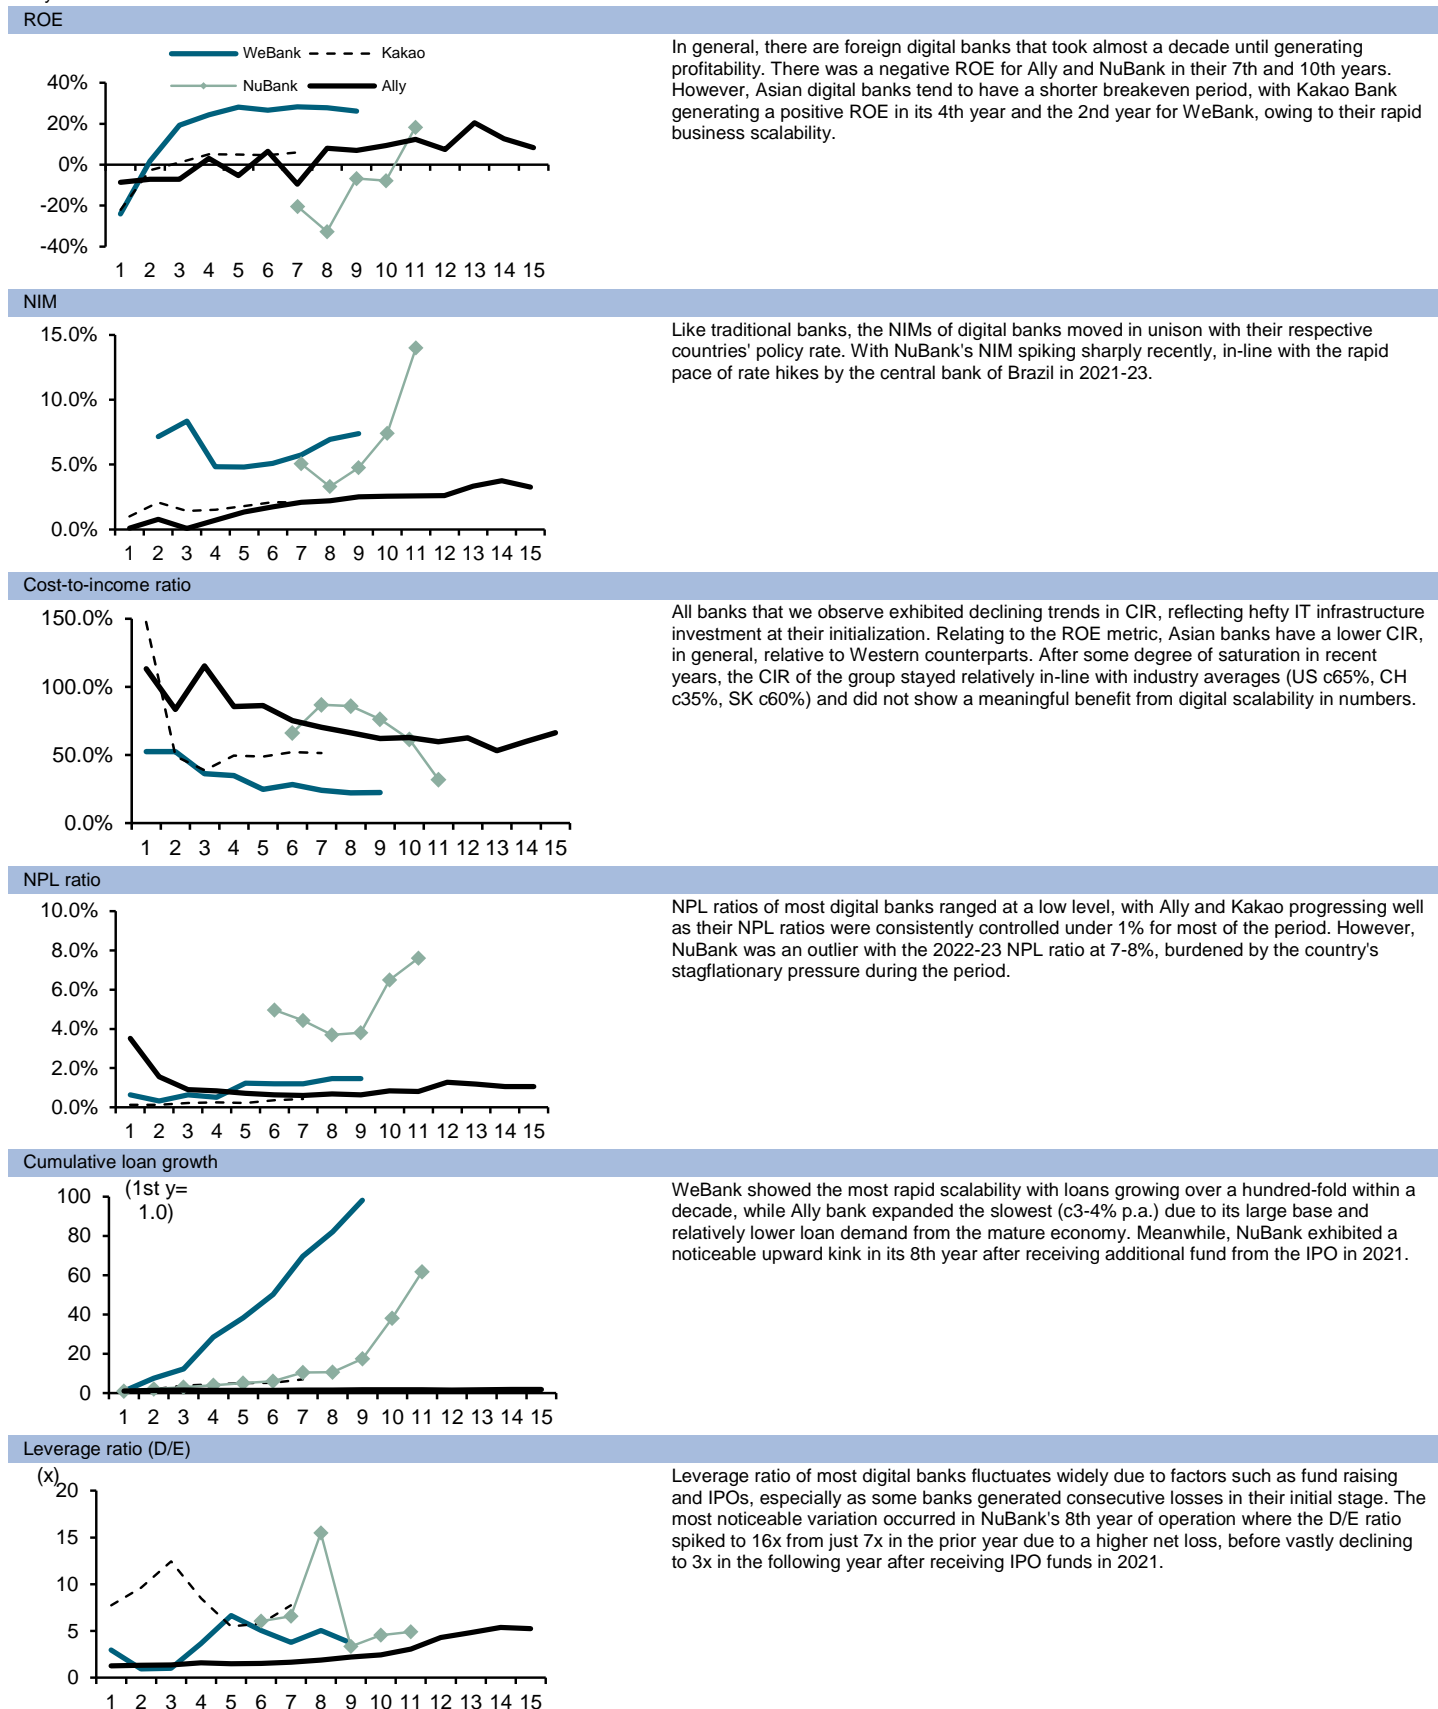 ROE
WeBank
Kakao
NuBank
Ally
40%
20%
0%
-20%
-40%
1 2 3 4 5 6 7 8 9 10 11 12 13 14 15
In general, there are foreign digital banks that took almost a decade until generating
profitability. There was a negative ROE for Ally and NuBank in their 7th and 10th years.
However, Asian digital banks tend to have a shorter breakeven period, with Kakao Bank
generating a positive ROE in its 4th year and the 2nd year for WeBank, owing to their rapid
business scalability.
NIM
15.0%
10.0%
5.0%
0.0%
1 2 3 4 5 6 7 8 9 10 11 12 13 14 15
Like traditional banks, the NIMs of digital banks moved in unison with their respective
countries' policy rate. With NuBank's NIM spiking sharply recently, in-line with the rapid
pace of rate hikes by the central bank of Brazil in 2021-23.
Cost-to-income ratio
150.0%
100.0%
50.0%
0.0%
1 2 3 4 5 6 7 8 9 10 11 12 13 14 15
All banks that we observe exhibited declining trends in CIR, reflecting hefty IT infrastructure
investment at their initialization. Relating to the ROE metric, Asian banks have a lower CIR,
in general, relative to Western counterparts. After some degree of saturation in recent
years, the CIR of the group stayed relatively in-line with industry averages (US c65%, CH
c35%, SK c60%) and did not show a meaningful benefit from digital scalability in numbers.
NPL ratio
10.0%
8.0%
6.0%
4.0%
2.0%
0.0%
1 2 3 4 5 6 7 8 9 10 11 12 13 14 15
NPL ratios of most digital banks ranged at a low level, with Ally and Kakao progressing well
as their NPL ratios were consistently controlled under 1% for most of the period. However,
NuBank was an outlier with the 2022-23 NPL ratio at 7-8%, burdened by the country's
stagflationary pressure during the period.
Cumulative loan growth
(1st y=
1.0)
100
80
60
40
20
0
1 2 3 4 5 6 7 8 9 10 11 12 13 14 15
WeBank showed the most rapid scalability with loans growing over a hundred-fold within a
decade, while Ally bank expanded the slowest (c3-4% p.a.) due to its large base and
relatively lower loan demand from the mature economy. Meanwhile, NuBank exhibited a
noticeable upward kink in its 8th year after receiving additional fund from the IPO in 2021.
Leverage ratio (D/E)
(x)
20
15
10
5
0
1 2 3 4 5 6 7 8 9 10 11 12 13 14 15
Leverage ratio of most digital banks fluctuates widely due to factors such as fund raising
and IPOs, especially as some banks generated consecutive losses in their initial stage. The
most noticeable variation occurred in NuBank's 8th year of operation where the D/E ratio
spiked to 16x from just 7x in the prior year due to a higher net loss, before vastly declining
to 3x in the following year after receiving IPO funds in 2021.